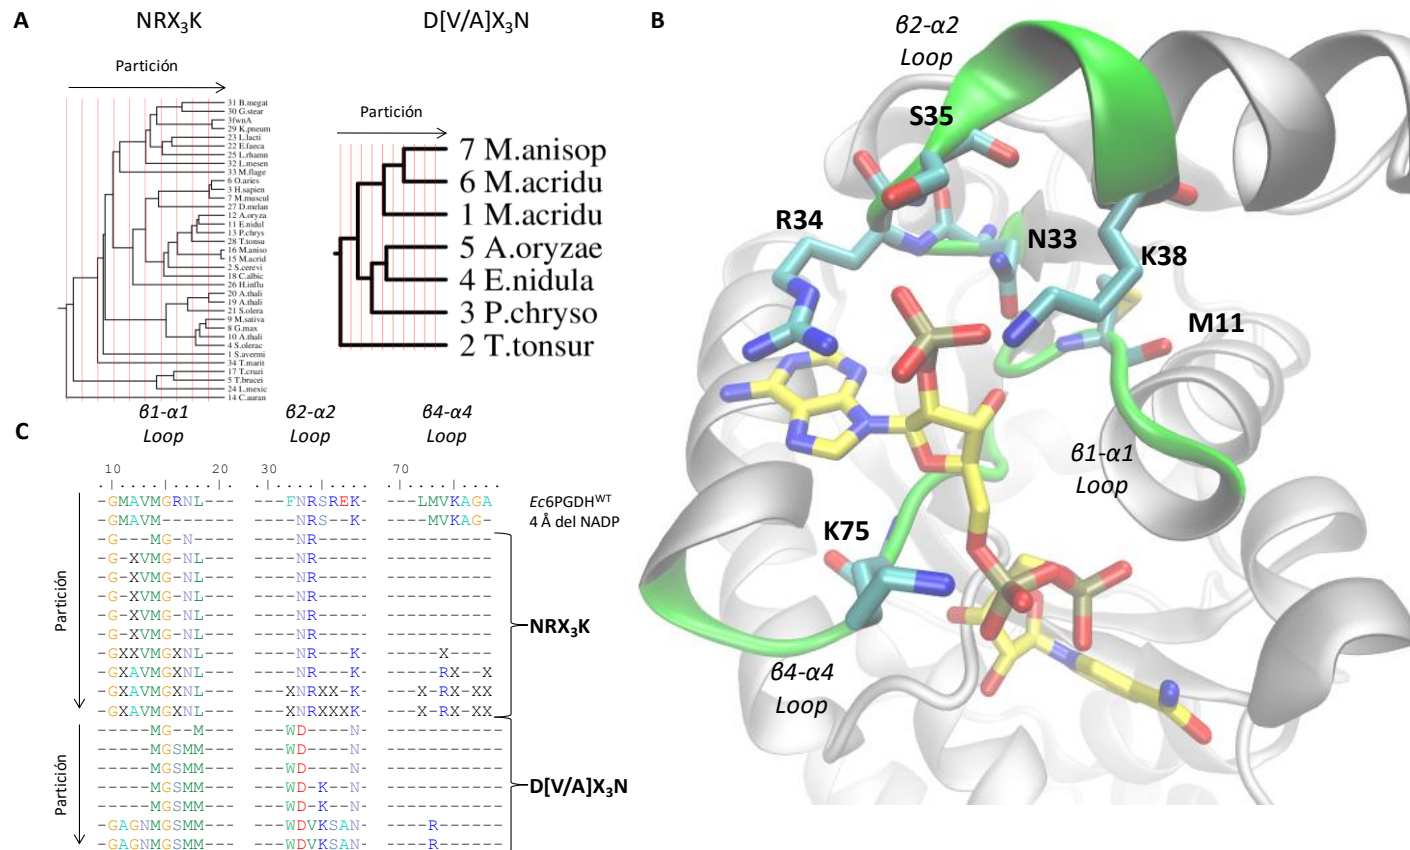 A
NRX3K
D[V/A]X3N
Partición
31 B.megat
30 G.stear
3fwnA
29 K.pneum
23 L.lacti
22 E.faeca
25 L.rhamn
32 L.mesen
33 M.flage
6 O.aries
3 H.sapien
7 M.muscul
27 D.melan
12 A.oryza
11 E.nidul
13 P.chrys
28 T.tonsu
16 M.aniso
15 M.acrid
2 S.cerevi
18 C.albic
26 H.influ
20 A.thali
19 A.thali
21 S.olera
9 M.sativa
8 G.max
10 A.thali
4 S.olerac
1 S.avermi
34 T.marit
17 T.cruzi
5 T.brucei
24 L.mexic
14 C.auran
Partición
7 M.anisop
6 M.acridu
1 M.acridu
5 A.oryzae
4 E.nidula
3 P.chryso
2 T.tonsur
B
β2-α2
Loop
S35
R34
N33
K38
M11
β1-α1
Loop
K75
β4-α4
Loop
C
β1-α1
Loop
β2-α2
Loop
β4-α4
Loop
10 20 30 70
-GMAVMGRNL--- ---FNRSREK- ---LMVKAGA Ec6PGDHWT
-GMAVM------- ----NRS--K- ----MVKAG- 4 Å del NADP
-G---MG-N---- ----NR----- ----------
-G-XVMG-NL--- ----NR----- ----------
-G-XVMG-NL--- ----NR----- ----------
-G-XVMG-NL--- ----NR----- ----------
-G-XVMG-NL--- ----NR----- ----------
-GXXVMGXNL--- ----NR---K- -----X----
-GXAVMGXNL--- ----NR---K- -----RX--X
-GXAVMGXNL--- ---XNRXX-K- ---X-RX-XX
-GXAVMGXNL--- ---XNRXXXK- ---X-RX-XX
-----MG--M--- ---WD----N- ----------
-----MGSMM--- ---WD----N- ----------
-----MGSMM--- ---WD----N- ----------
-----MGSMM--- ---WD-K--N- ----------
-----MGSMM--- ---WD-K--N- ----------
-GAGNMGSMM--- ---WDVKSAN- ----R-----
-GAGNMGSMM--- ---WDVKSAN- ----R-----
Partición
Partición
NRX3K
D[V/A]X3N